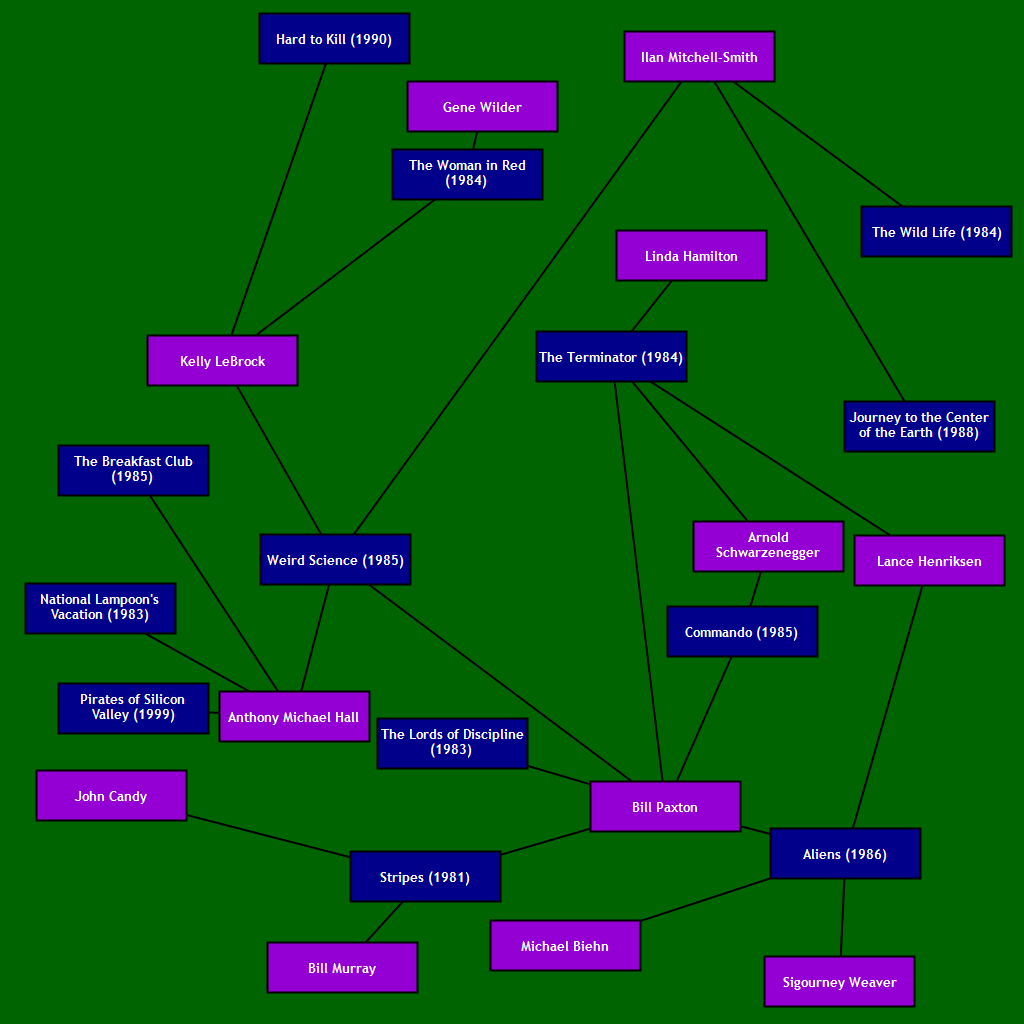 Hard to Kill (1990)
Ilan Mitchell-Smith
Gene Wilder
The Woman in Red
(1984)
The Wild Life (1984)
Linda Hamilton
Kelly LeBrock
The Terminator (1984)
Journey to the Center
of the Earth (1988)
The Breakfast Club
(1985)
Weird Science (1985)
Arnold
Schwarzenegger
Lance Henriksen
National Lampoon's
Vacation (1983)
Commando (1985)
Pirates of Silicon
Valley (1999)
Anthony Michael Hall
The Lords of Discipline
(1983)
John Candy
Bill Paxton
Aliens (1986)
Stripes (1981)
Michael Biehn
Bill Murray
Sigourney Weaver